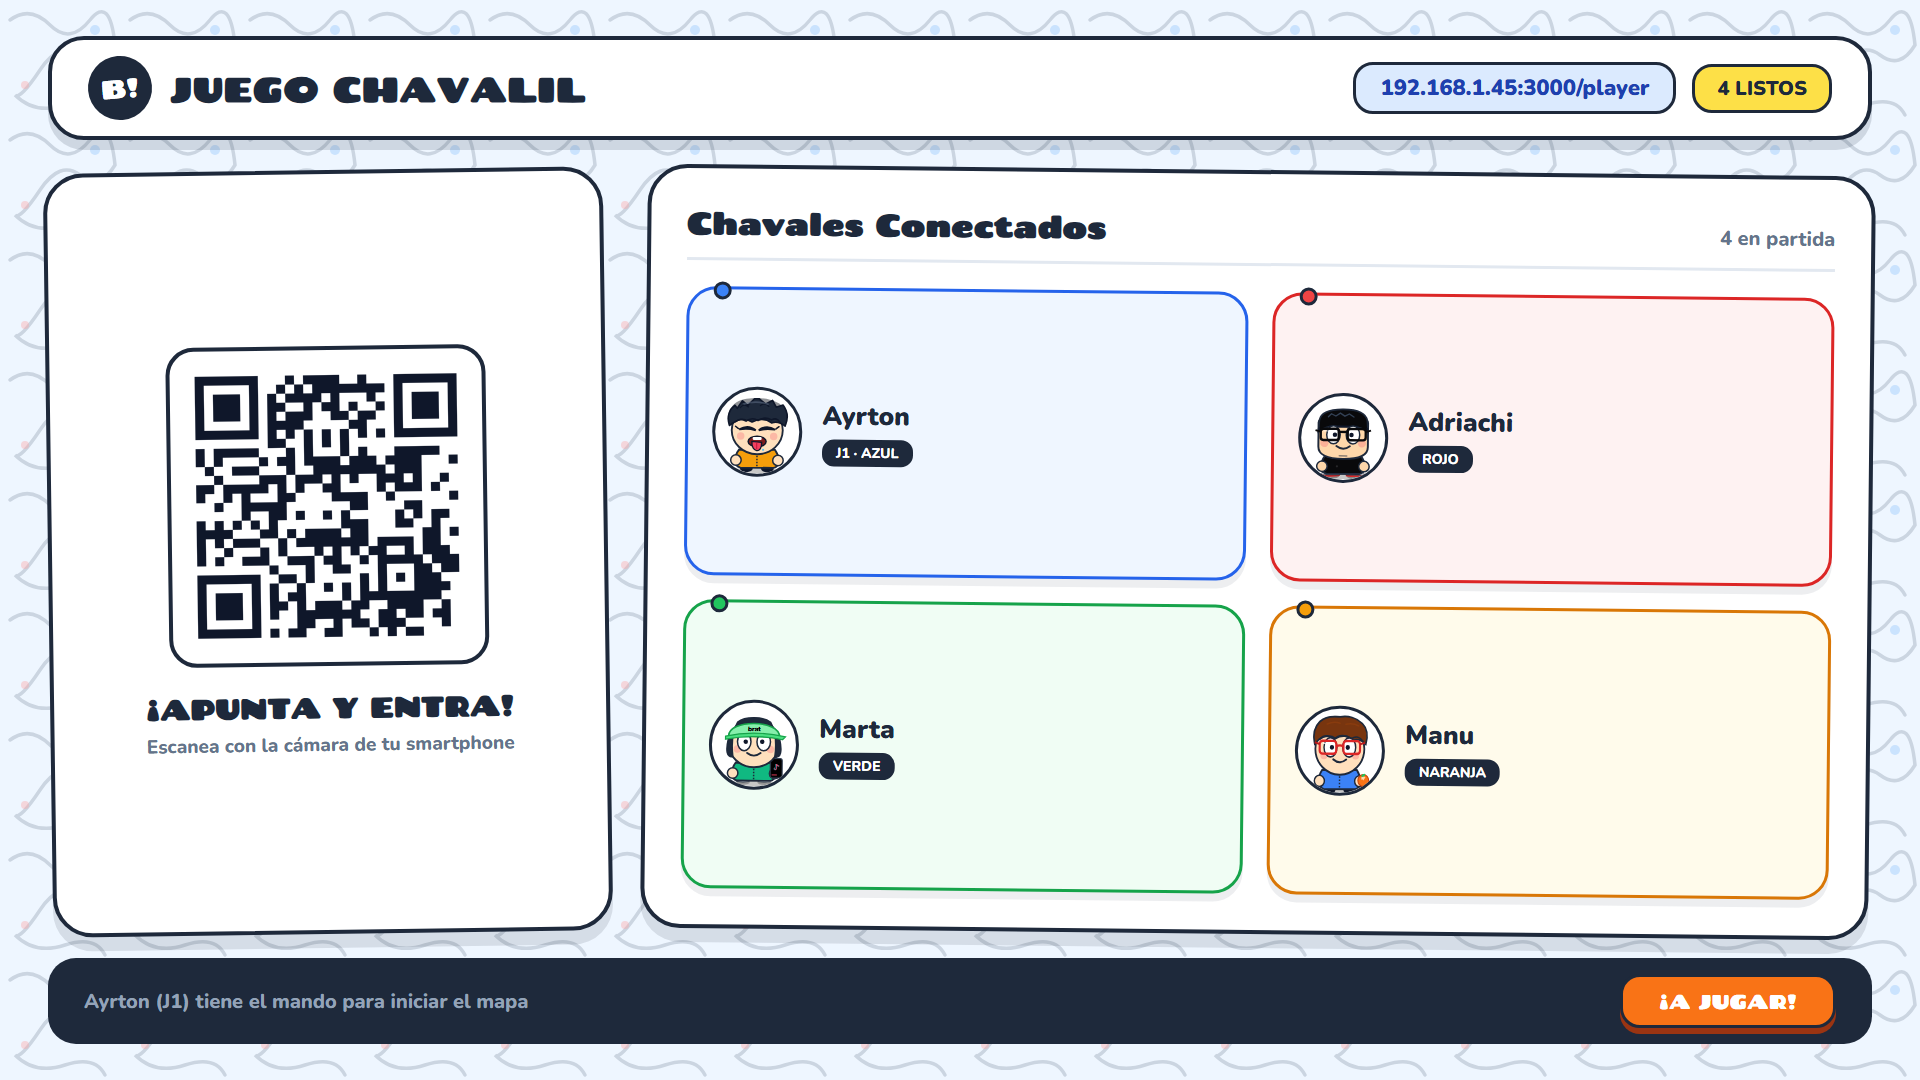 B!
JUEGO CHAVALIL
192.168.1.45:3000/player
4 LISTOS
¡APUNTA Y ENTRA!
Escanea con la cámara de tu smartphone
Chavales Conectados
4 en partida
Ayrton
J1 · AZUL
Adriachi
ROJO
brat
Marta
VERDE
Manu
NARANJA
Ayrton (J1) tiene el mando para iniciar el mapa
¡A JUGAR!